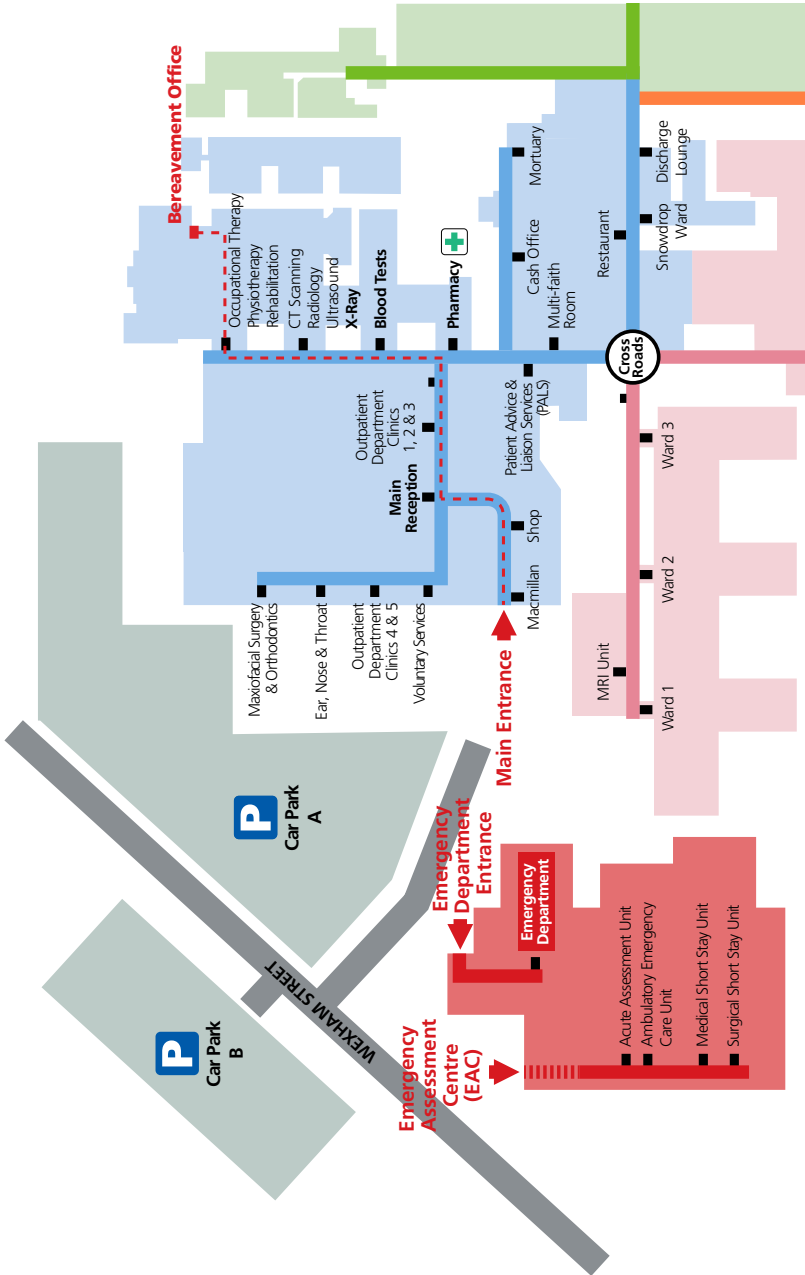 Bereavement Office
Occupational Therapy
Physiotherapy
Rehabilitation
CT Scanning
Radiology
Ultrasound
X-Ray
Blood Tests
Pharmacy
Mortuary
Cash Office
Multi-faith
Room
Restaurant
Discharge
Lounge
Snowdrop
Ward
Cross
Roads
Outpatient
Department
Clinics
1, 2 & 3
Main
Reception
Patient Advice &
Liaison Services
(PALS)
Shop
Macmillan
Maxiofacial Surgery
& Orthodontics
Ear, Nose & Throat
Outpatient
Department
Clinics 4 & 5
Voluntary Services
Main Entrance
Ward 3
Ward 2
MRI Unit
Ward 1
P
Car Park
A
P
Car Park
B
WEXHAM STREET
Emergency
Department
Entrance
Emergency
Department
Emergency
Assessment
Centre
(EAC)
Acute Assessment Unit
Ambulatory Emergency
Care Unit
Medical Short Stay Unit
Surgical Short Stay Unit